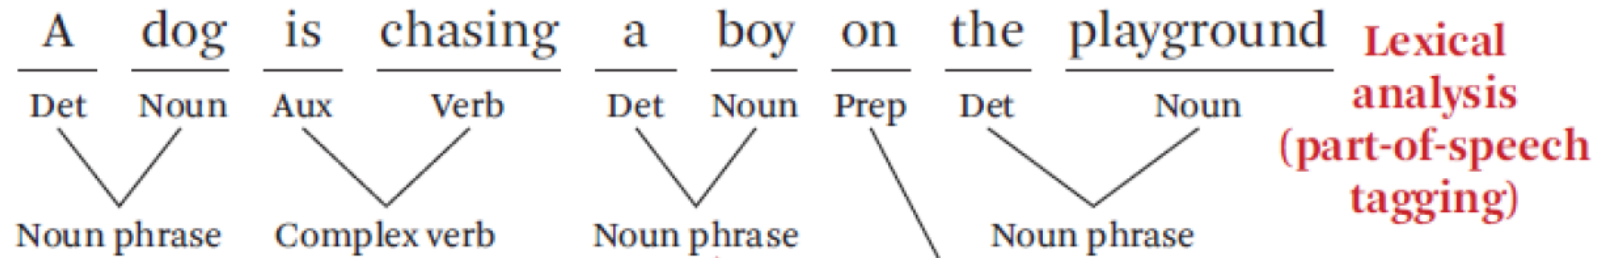 A dog is chasing a boy on the playground
Det Noun Aux Verb Det Noun Prep Det Noun
Noun phrase Complex verb Noun phrase Noun phrase
Lexical
analysis
(part-of-speech
tagging)